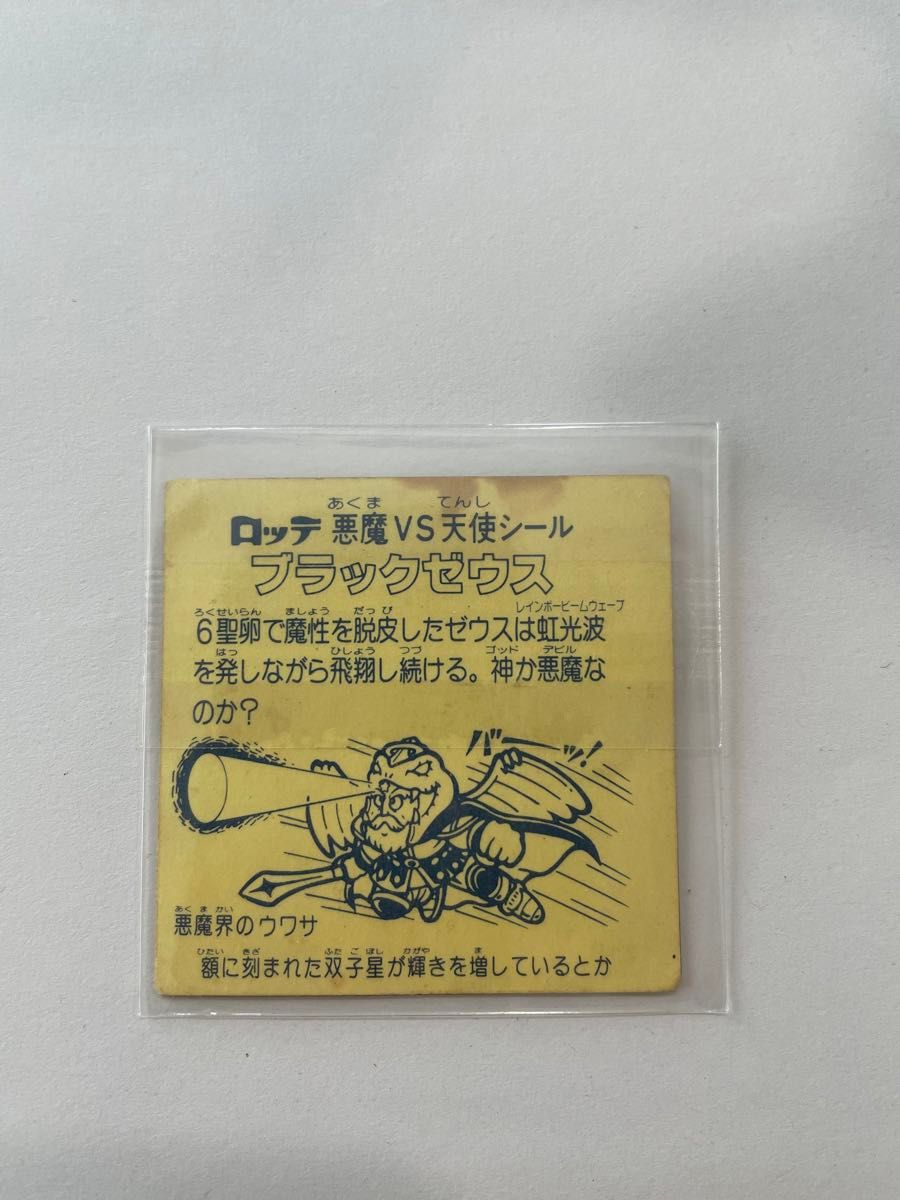 あくま てんし
ロッテ 悪魔VS天使シール
ブラックゼウス
ろくせいらん ましょう だっぴ レインボービームウェーブ
6聖卵で魔性を脱皮したゼウスは虹光波
はっ ひしょう つづ ゴッド デビル
を発しながら飛翔し続ける。神か悪魔な
のか?
バーーッ!
あくまかい
悪魔界のウワサ
ひたい きざ ふたごぼし かがや ま
額に刻まれた双子星が輝きを増しているとか